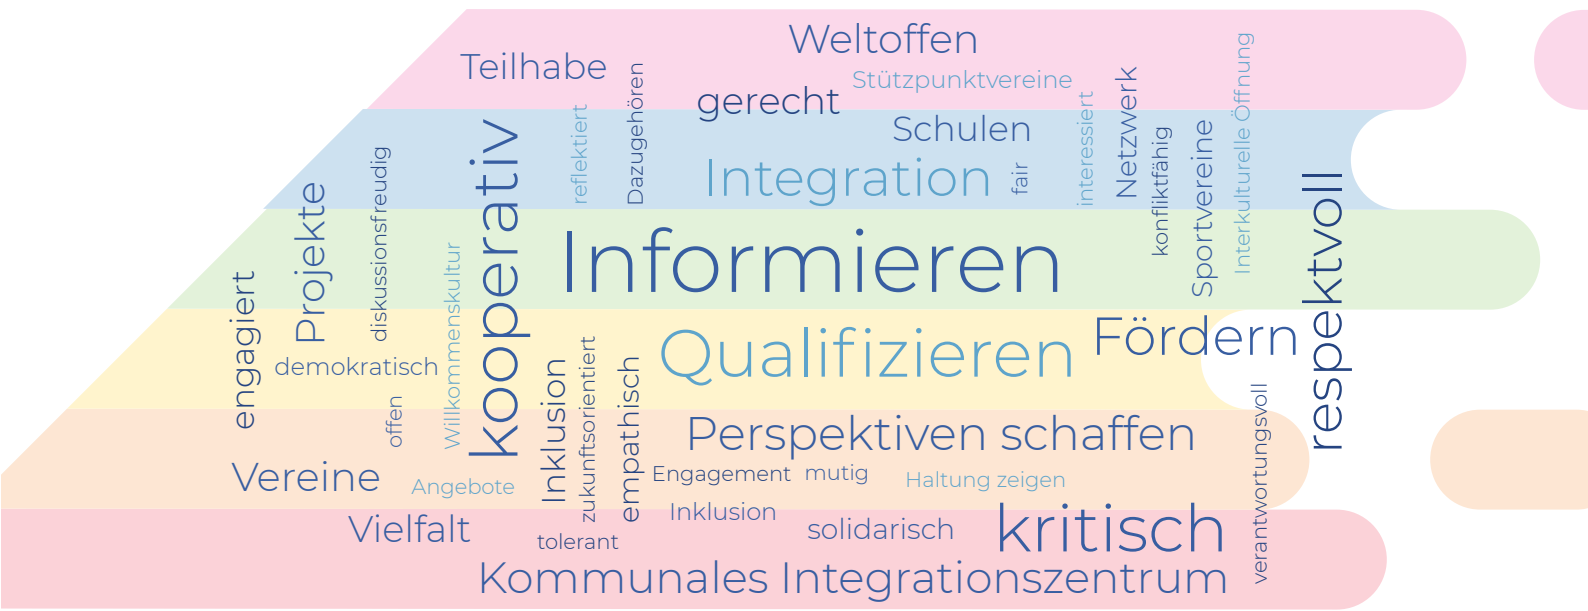 Weltoffen
Teilhabe
Stützpunktvereine
gerecht
Dazugehören
reflektiert
Schulen
interessiert
Netzwerk
Interkulturelle Öffnung
Integration
fair
konfliktfähig
Sportvereine
kooperativ
diskussionsfreudig
Projekte
Informieren
respektvoll
engagiert
Willkommenskultur
Qualifizieren
Fördern
demokratisch
offen
Inklusion
zukunftsorientiert
empathisch
Perspektiven schaffen
verantwortungsvoll
Vereine
Angebote
Engagement
mutig
Haltung zeigen
Inklusion
Vielfalt
tolerant
solidarisch
kritisch
Kommunales Integrationszentrum